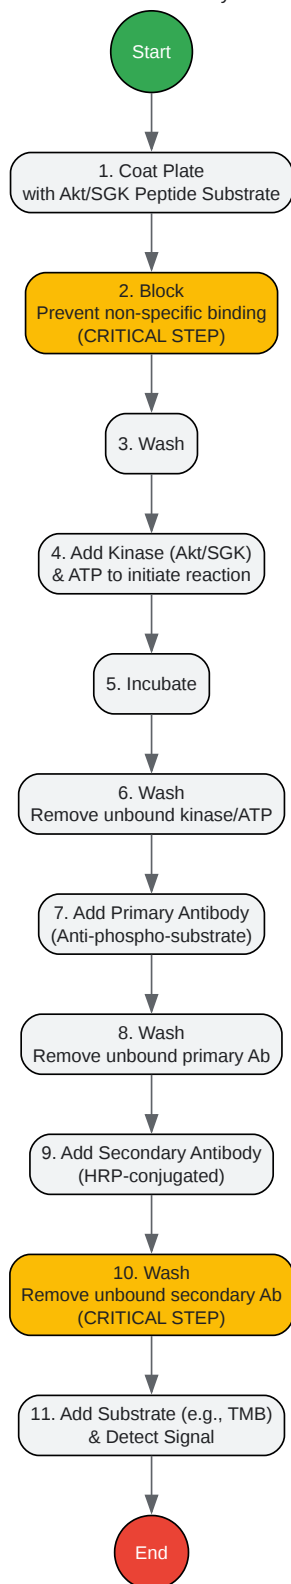 Start
1. Coat Plate
with Akt/SGK Peptide Substrate
2. Block
Prevent non-specific binding
(CRITICAL STEP)
3. Wash
4. Add Kinase (Akt/SGK)
& ATP to initiate reaction
5. Incubate
6. Wash
Remove unbound kinase/ATP
7. Add Primary Antibody
(Anti-phospho-substrate)
8. Wash
Remove unbound primary Ab
9. Add Secondary Antibody
(HRP-conjugated)
10. Wash
Remove unbound secondary Ab
(CRITICAL STEP)
11. Add Substrate (e.g., TMB)
& Detect Signal
End